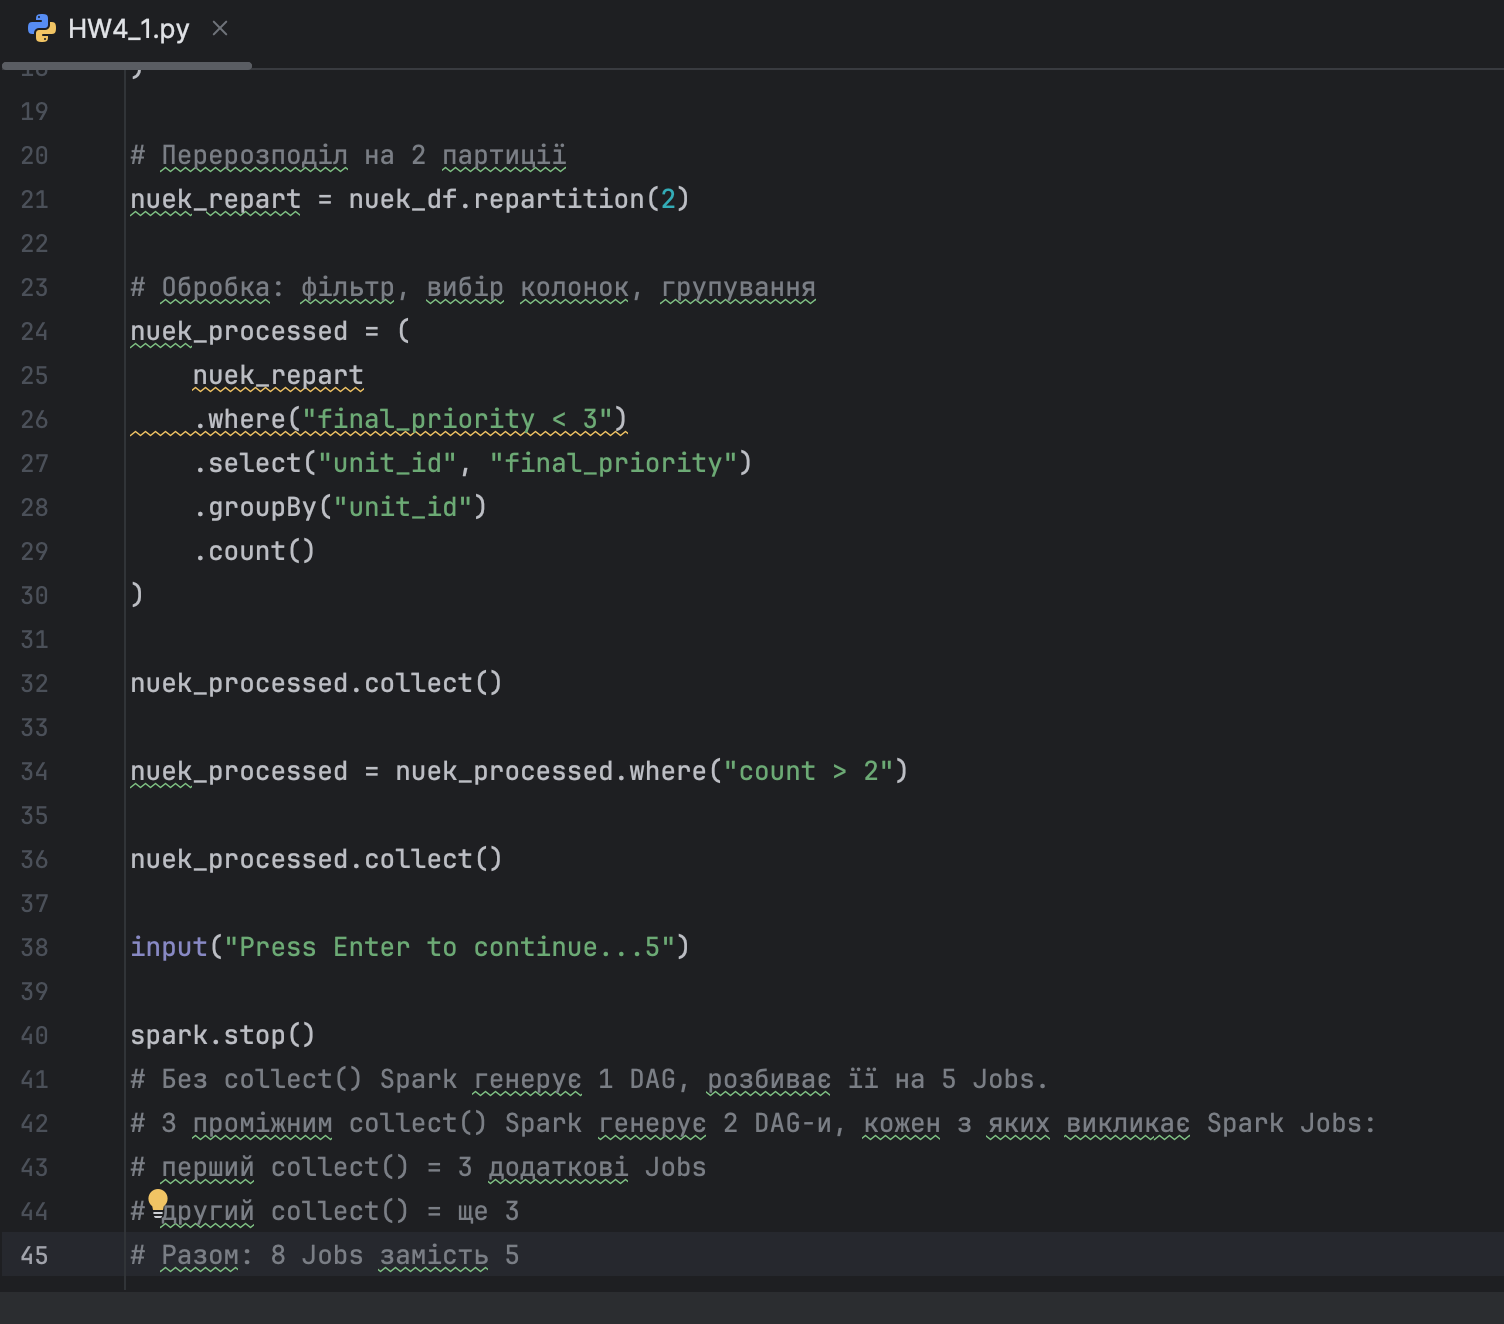 HW4_1.py
18 )
19
20 # Перерозподіл на 2 партиції
21 nuek_repart = nuek_df.repartition(2)
22
23 # Обробка: фільтр, вибір колонок, групування
24 nuek_processed = (
25     nuek_repart
26     .where("final_priority < 3")
27     .select("unit_id", "final_priority")
28     .groupBy("unit_id")
29     .count()
30 )
31
32 nuek_processed.collect()
33
34 nuek_processed = nuek_processed.where("count > 2")
35
36 nuek_processed.collect()
37
38 input("Press Enter to continue...5")
39
40 spark.stop()
41 # Без collect() Spark генерує 1 DAG, розбиває її на 5 Jobs.
42 # З проміжним collect() Spark генерує 2 DAG-и, кожен з яких викликає Spark Jobs:
43 # перший collect() = 3 додаткові Jobs
44 # другий collect() = ще 3
45 # Разом: 8 Jobs замість 5